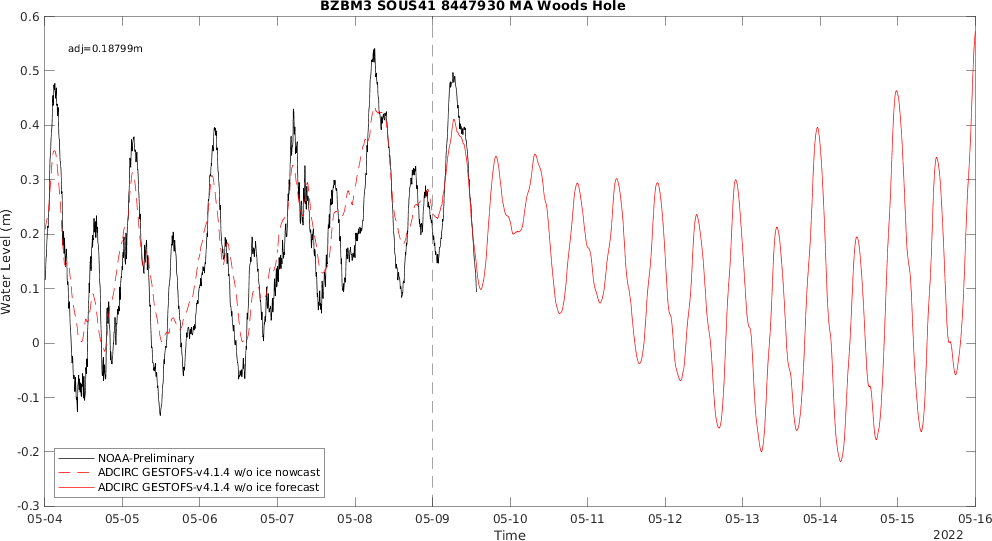 BZBM3 SOUS41 8447930 MA Woods Hole
adj=0.18799m
Water Level (m)
0.6
0.5
0.4
0.3
0.2
0.1
0
-0.1
-0.2
-0.3
NOAA-Preliminary
ADCIRC GESTOFS-v4.1.4 w/o ice nowcast
ADCIRC GESTOFS-v4.1.4 w/o ice forecast
05-04 05-05 05-06 05-07 05-08 05-09 05-10 05-11 05-12 05-13 05-14 05-15 05-16
Time
2022